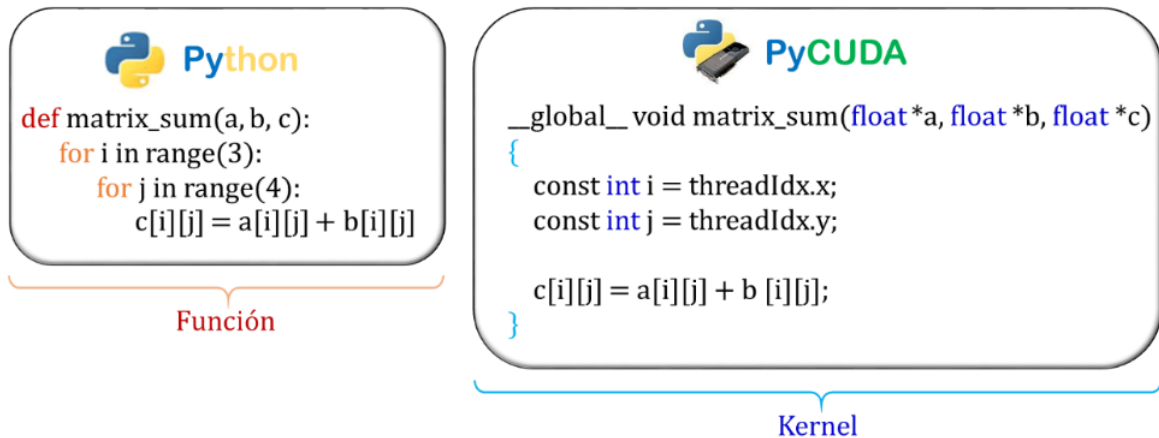 Python
def matrix_sum(a, b, c):
for i in range(3):
for j in range(4):
c[i][j] = a[i][j] + b[i][j]
Función
PyCUDA
__global__ void matrix_sum(float *a, float *b, float *c)
{
const int i = threadIdx.x;
const int j = threadIdx.y;
c[i][j] = a[i][j] + b [i][j];
}
Kernel